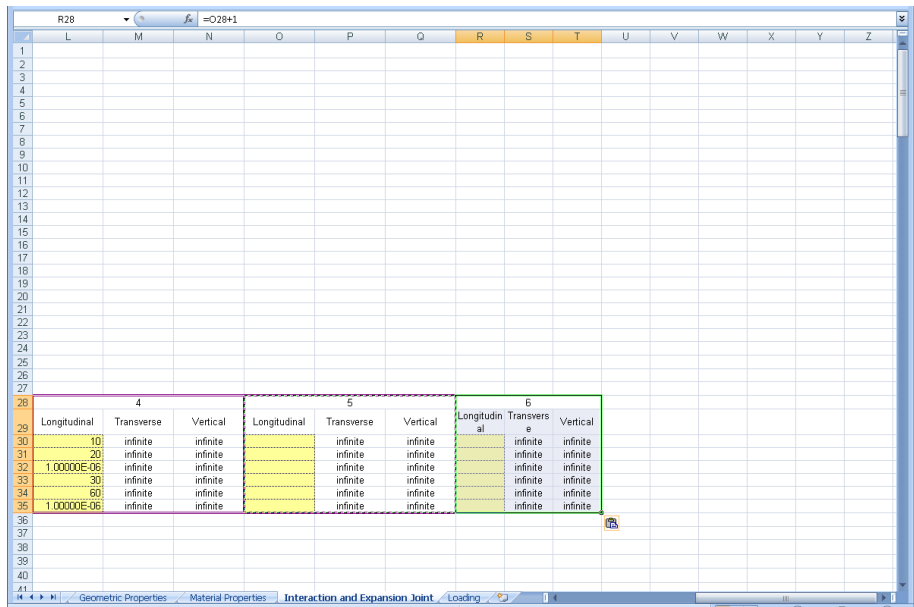 R28 =O28+1
L M N O P Q R S T U V W X Y Z
1
2
3
4
5
6
7
8
9
10
11
12
13
14
15
16
17
18
19
20
21
22
23
24
25
26
27
28 4 5 6
29 Longitudinal Transverse Vertical Longitudinal Transverse Vertical Longitudin Transvers Vertical
al e
30 10 infinite infinite infinite infinite infinite infinite
31 20 infinite infinite infinite infinite infinite infinite
32 1.00000E-06 infinite infinite infinite infinite infinite infinite
33 30 infinite infinite infinite infinite infinite infinite
34 60 infinite infinite infinite infinite infinite infinite
35 1.00000E-06 infinite infinite infinite infinite infinite infinite
36
37
38
39
40
41
Geometric Properties Material Properties Interaction and Expansion Joint Loading